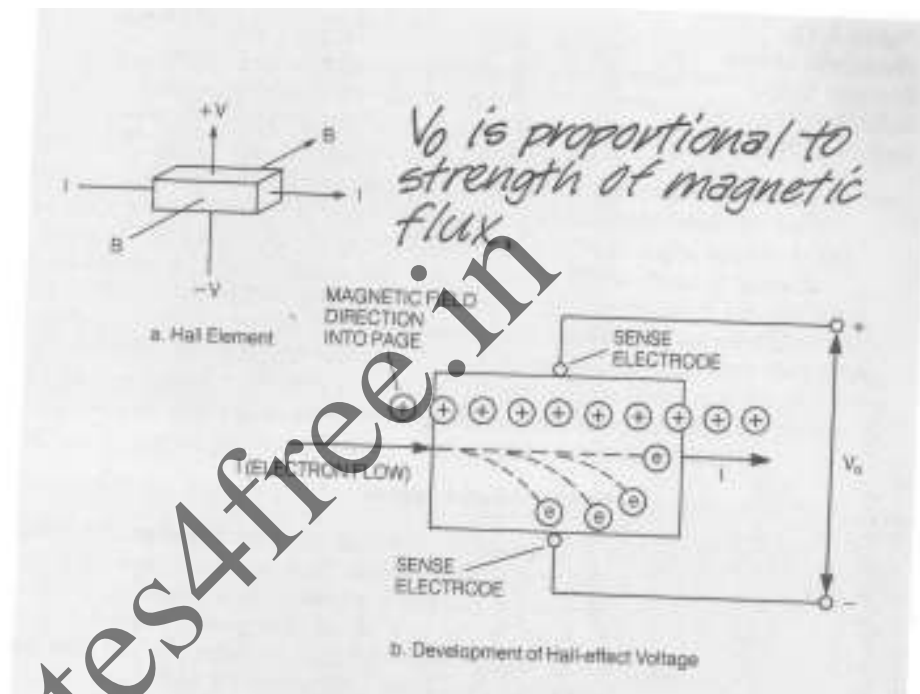 V₀ is proportional to
strength of magnetic
flux.
+V
B
I
I
B
-V
a. Hall Element
MAGNETIC FIELD
DIRECTION
INTO PAGE
SENSE
ELECTRODE
+
+ + + + + + + + + +
I (ELECTRON FLOW)
e
I
V₀
e e e
SENSE
ELECTRODE
-
b. Development of Hall-effect Voltage
tes4free.in